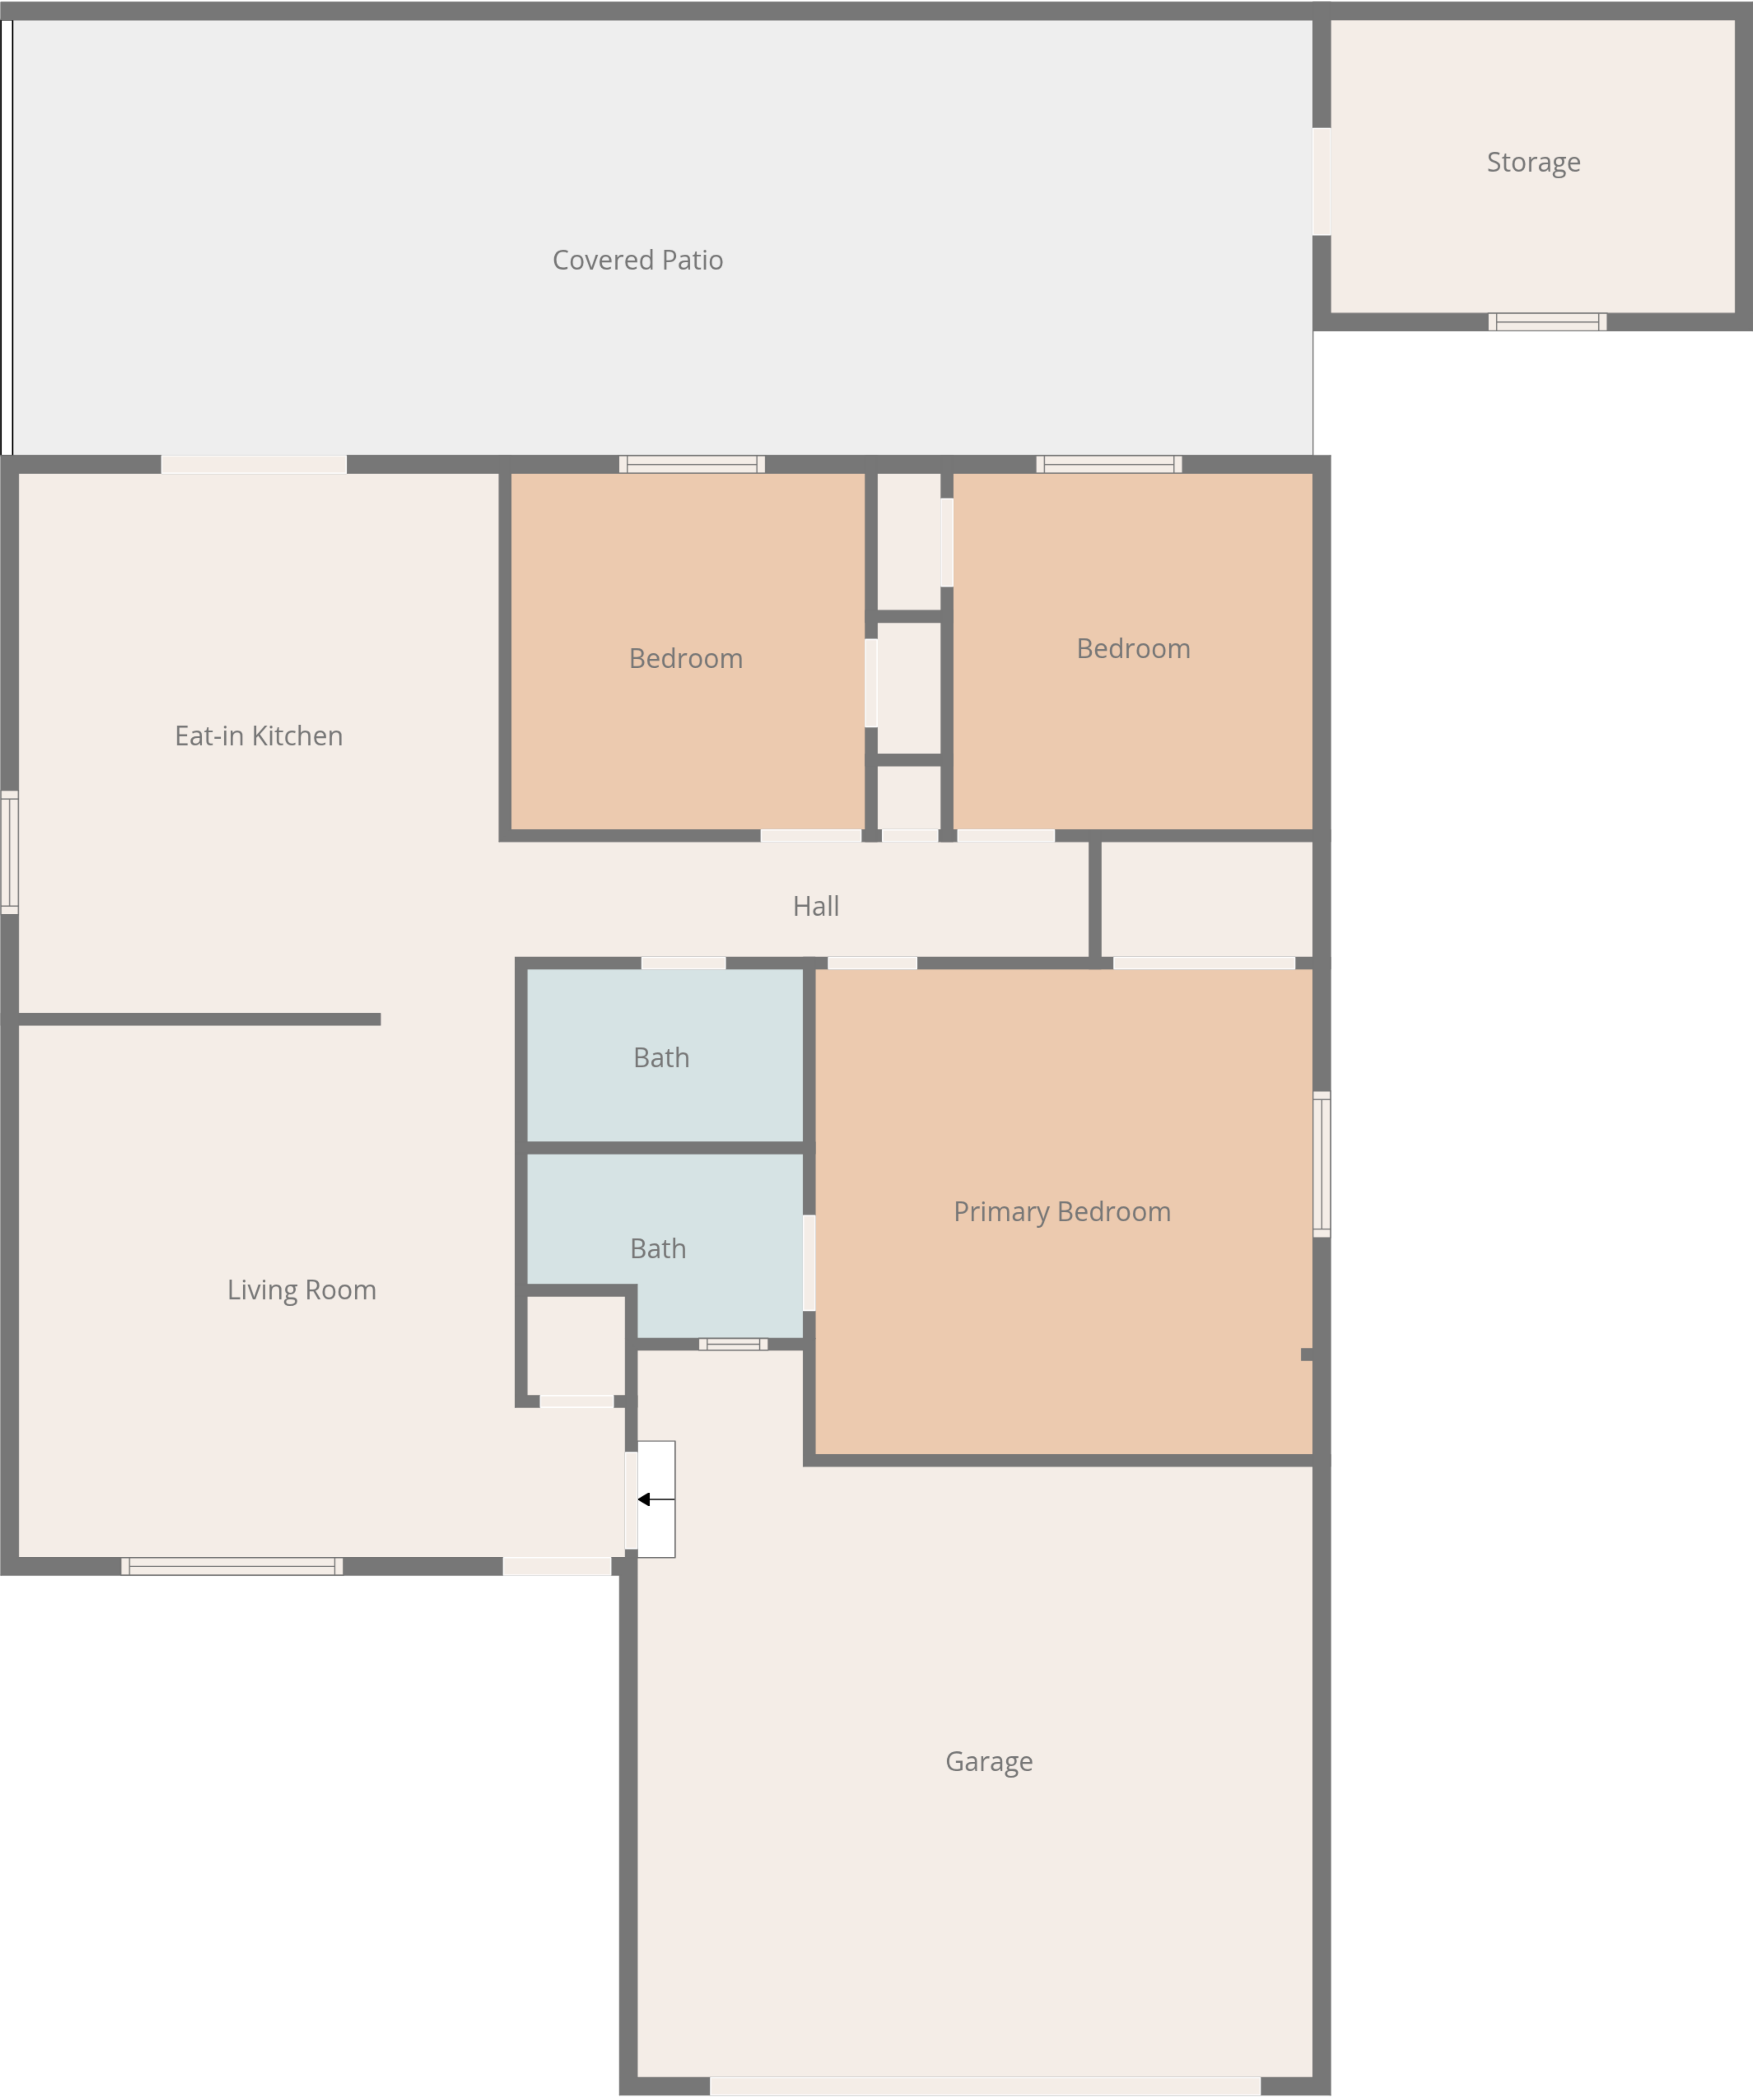 Storage
Covered Patio
Bedroom
Bedroom
Eat-in Kitchen
Hall
Bath
Primary Bedroom
Bath
Living Room
Garage